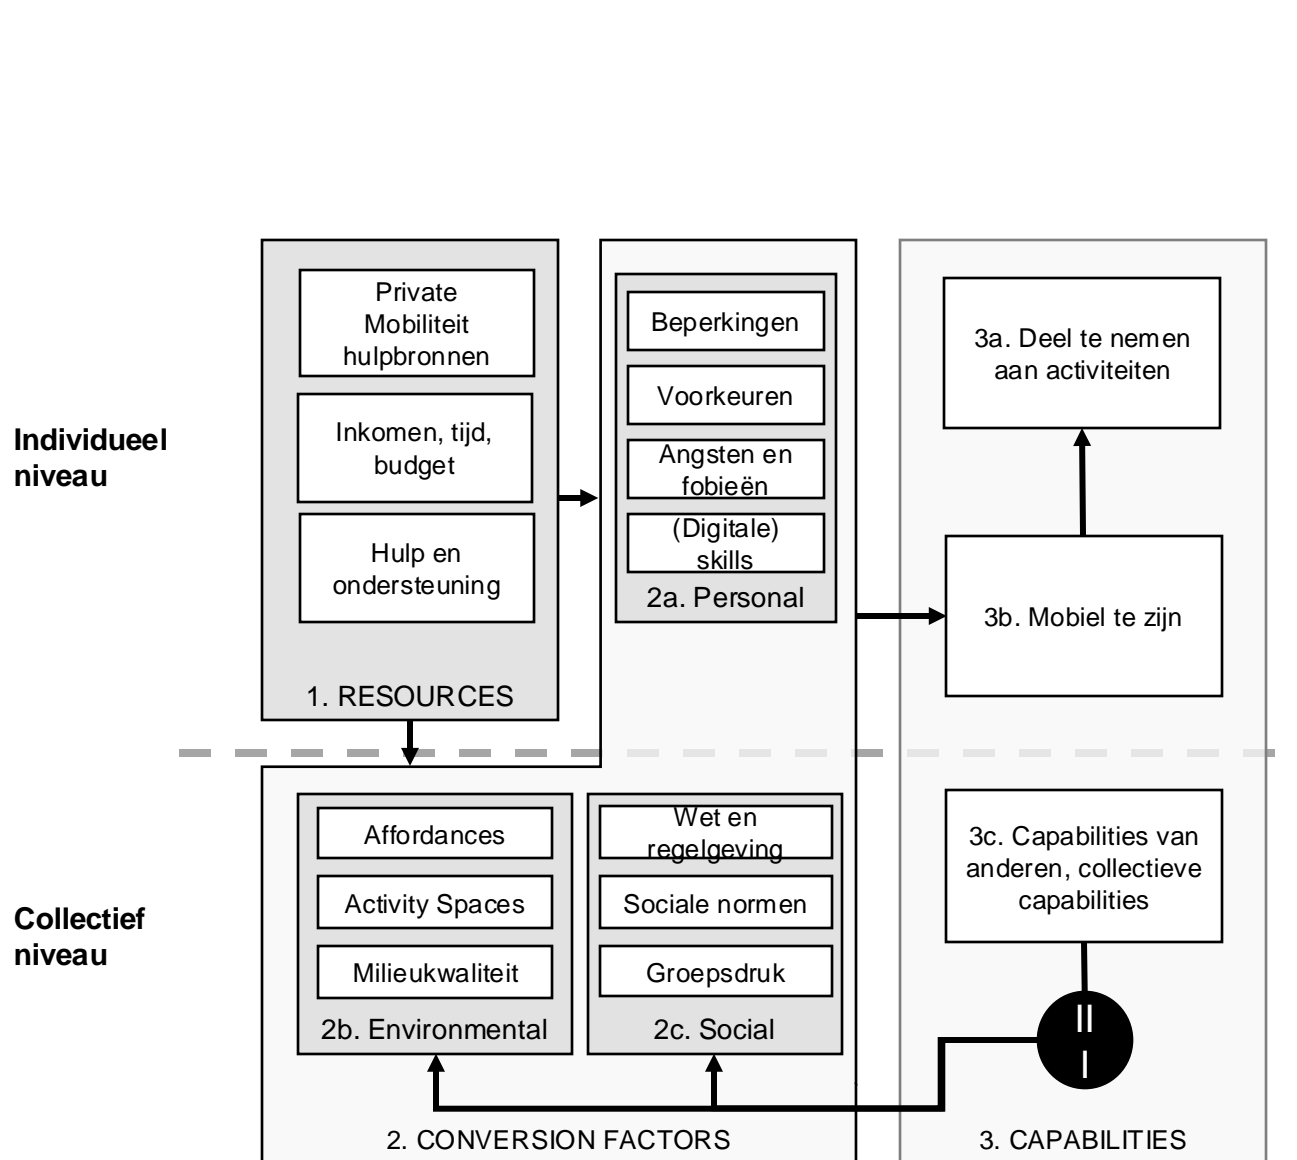 Individueel
niveau
Private
Mobiliteit
hulpbronnen
Inkomen, tijd,
budget
Hulp en
ondersteuning
1. RESOURCES
Beperkingen
Voorkeuren
Angsten en
fobieën
(Digitale)
skills
2a. Personal
3a. Deel te nemen
aan activiteiten
3b. Mobiel te zijn
Collectief
niveau
Affordances
Activity Spaces
Milieukwaliteit
2b. Environmental
Wet en
regelgeving
Sociale normen
Groepsdruk
2c. Social
2. CONVERSION FACTORS
3c. Capabilities van
anderen, collectieve
capabilities
II
I
3. CAPABILITIES